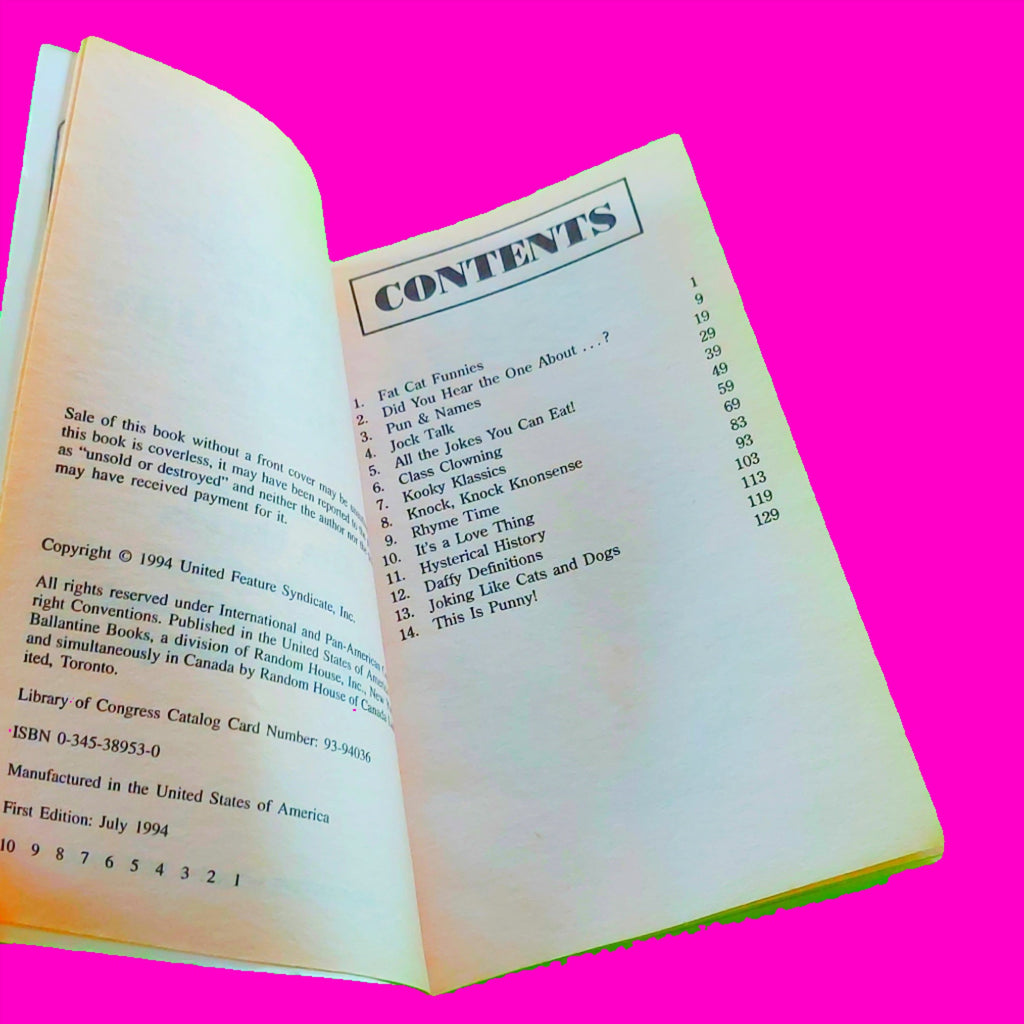 Sale of this book without a front cover may be
this book is coverless, it may have been reported to the
as "unsold or destroyed" and neither the author nor the
may have received payment for it.
Copyright © 1994 United Feature Syndicate, Inc.
All rights reserved under International and Pan-American
right Conventions. Published in the United States of
Ballantine Books, a division of Random House, Inc., New
and simultaneously in Canada by Random House of Canada
ited, Toronto.
Library of Congress Catalog Card Number: 93-94036
ISBN 0-345-38953-0
Manufactured in the United States of America
First Edition: July 1994
10 9 8 7 6 5 4 3 2 1
CONTENTS
1. Fat Cat Funnies 1
2. Did You Hear the One About . . . ? 9
3. Pun & Names 19
4. Jock Talk 29
5. All the Jokes You Can Eat! 39
6. Class Clowning 49
7. Kooky Klassics 59
8. Knock, Knock Knonsense 69
9. Rhyme Time 83
10. It's a Love Thing 93
11. Hysterical History 103
12. Daffy Definitions 113
13. Joking Like Cats and Dogs 119
14. This Is Punny! 129